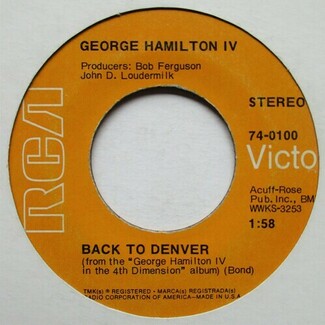 GEORGE HAMILTON IV
Producers: Bob Ferguson
John D. Loudermilk
STEREO
74-0100
RCA
Victo
Acuff-Rose
Pub. Inc., BM
WWKS-3253
1:58
BACK TO DENVER
(from the "George Hamilton IV
in the 4th Dimension" album) (Bond)
TMK(s) ® REGISTERED - MARCA(s) REGISTRADA(s)
RADIO CORPORATION OF AMERICA-MADE IN U.S.A